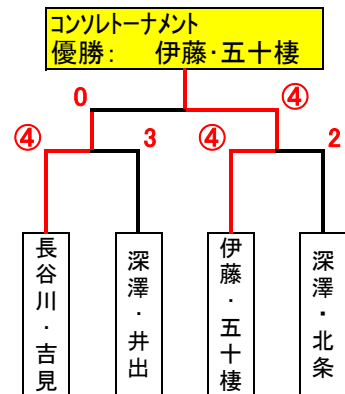 コンソレトーナメント
優勝：　伊藤・五十棲
0
④
④
3
④
2
長谷川・吉見
深澤・井出
伊藤・五十棲
深澤・北条